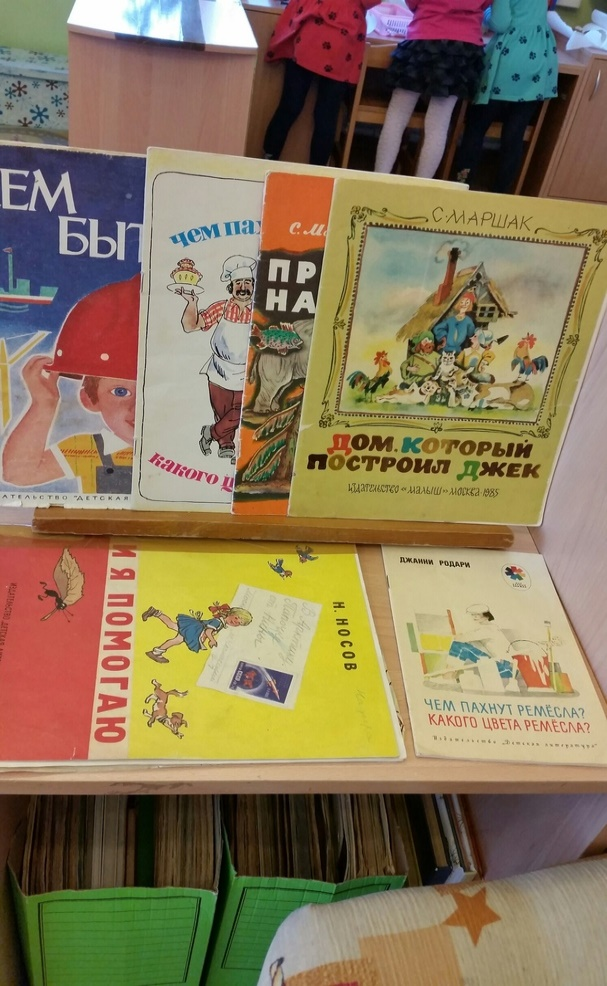 ЕМ
БЫТ
ЧЕМ ПАХ
КАКОГО Ц
С. М
ПР
НА
С. МАРШАК
ДОМ, КОТОРЫЙ
ПОСТРОИЛ ДЖЕК
ИЗДАТЕЛЬСТВО «МАЛЫШ» МОСКВА·1985
АТЕЛЬСТВО "ДЕТСКАЯ
И Я ПОМОГАЮ
Н. НОСОВ
ДЖАННИ РОДАРИ
ЧЕМ ПАХНУТ РЕМЁСЛА?
КАКОГО ЦВЕТА РЕМЁСЛА?
Издательство „Детская литература"